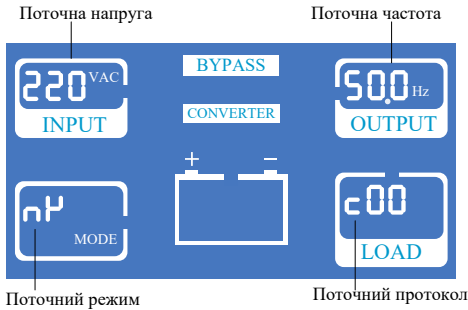 Поточна напруга Поточна частота
220 VAC BYPASS 50.0 Hz
INPUT CONVERTER OUTPUT
+ −
nP c00
MODE LOAD
Поточний режим Поточний протокол